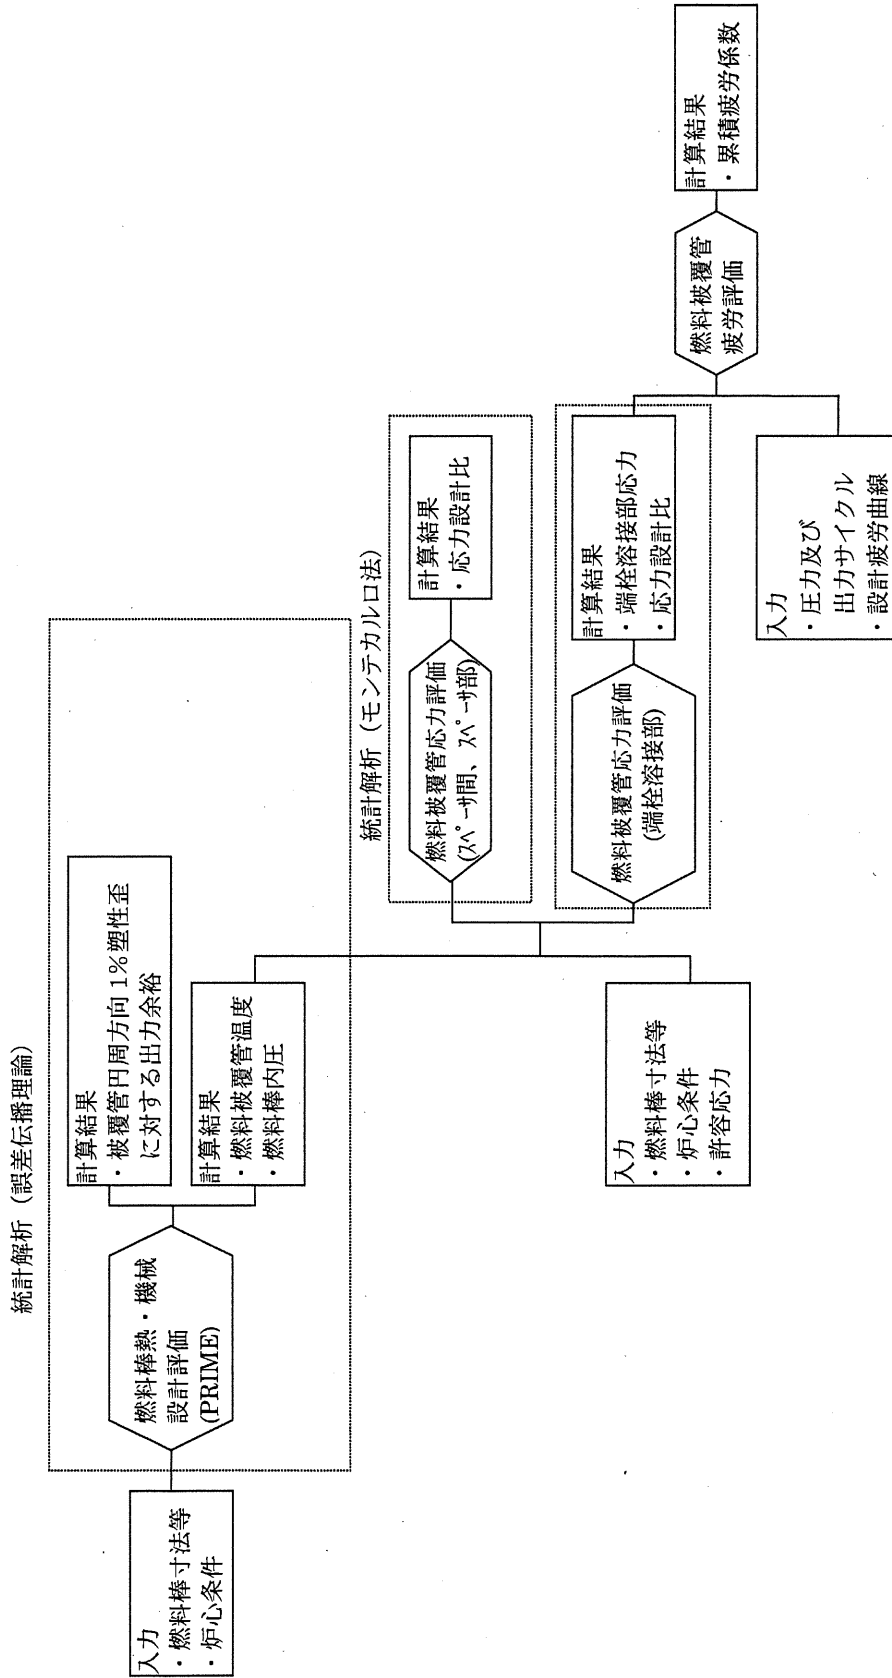 統計解析（誤差伝播理論）
入力
・燃料棒寸法等
・炉心条件
燃料棒熱・機械
設計評価
(PRIME)
計算結果
・被覆管円周方向1%塑性歪
に対する出力余裕
計算結果
・燃料被覆管温度
・燃料棒内圧
入力
・燃料棒寸法等
・炉心条件
・許容応力
統計解析（モンテカルロ法）
燃料被覆管応力評価
(ｽﾍﾟｰｻ間、ｽﾍﾟｰｻ部)
計算結果
・応力設計比
燃料被覆管応力評価
(端栓溶接部)
計算結果
・端栓溶接部応力
・応力設計比
入力
・圧力及び
出力サイクル
・設計疲労曲線
燃料被覆管
疲労評価
計算結果
・累積疲労係数